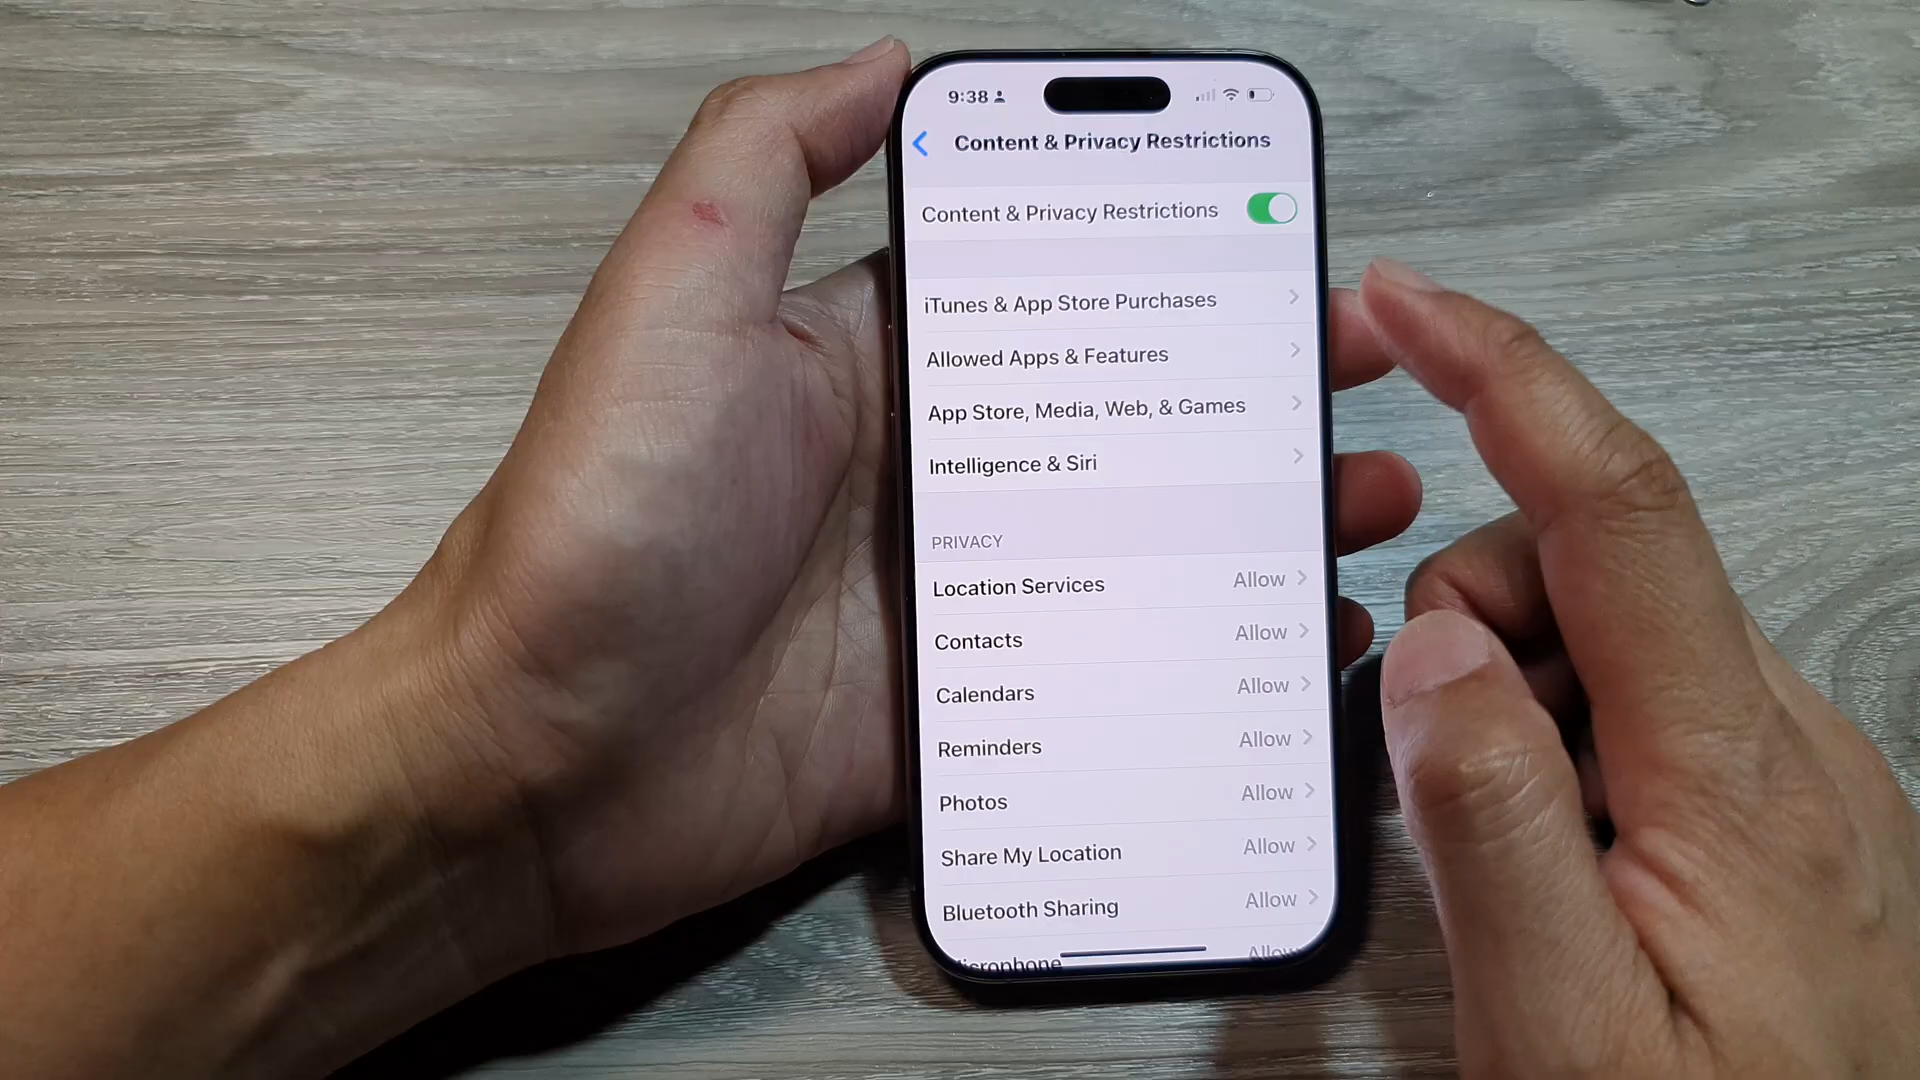 9:38
Content & Privacy Restrictions
Content & Privacy Restrictions
iTunes & App Store Purchases
Allowed Apps & Features
App Store, Media, Web, & Games
Intelligence & Siri
PRIVACY
Location Services Allow
Contacts Allow
Calendars Allow
Reminders Allow
Photos Allow
Share My Location Allow
Bluetooth Sharing Allow
Microphone Allow